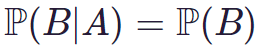 ℙ(B|A) = ℙ(B)